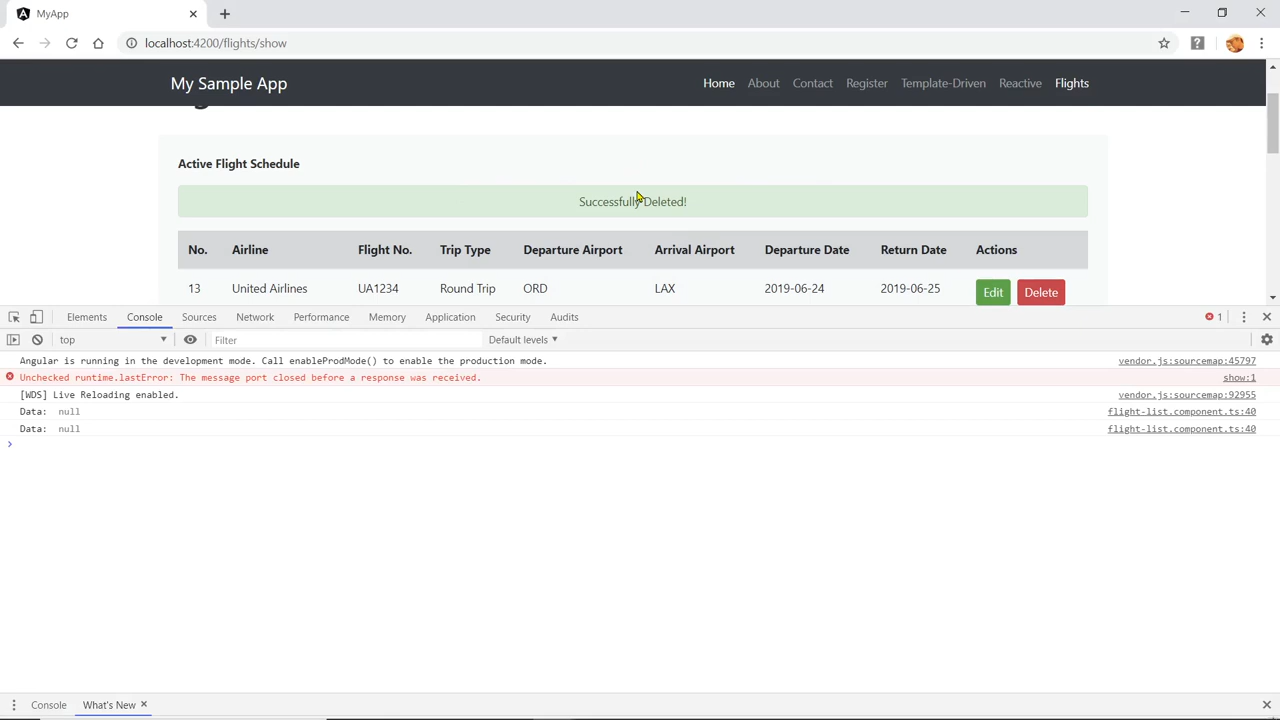 MyApp
localhost:4200/flights/show
My Sample App Home About Contact Register Template-Driven Reactive Flights
Active Flight Schedule
Successfully Deleted!
No. Airline Flight No. Trip Type Departure Airport Arrival Airport Departure Date Return Date Actions
13 United Airlines UA1234 Round Trip ORD LAX 2019-06-24 2019-06-25 Edit Delete
Elements Console Sources Network Performance Memory Application Security Audits 1
top Filter Default levels
Angular is running in the development mode. Call enableProdMode() to enable the production mode. vendor.js:sourcemap:45797
Unchecked runtime.lastError: The message port closed before a response was received. show:1
[WDS] Live Reloading enabled. vendor.js:sourcemap:92955
Data: null flight-list.component.ts:40
Data: null flight-list.component.ts:40
Console What's New